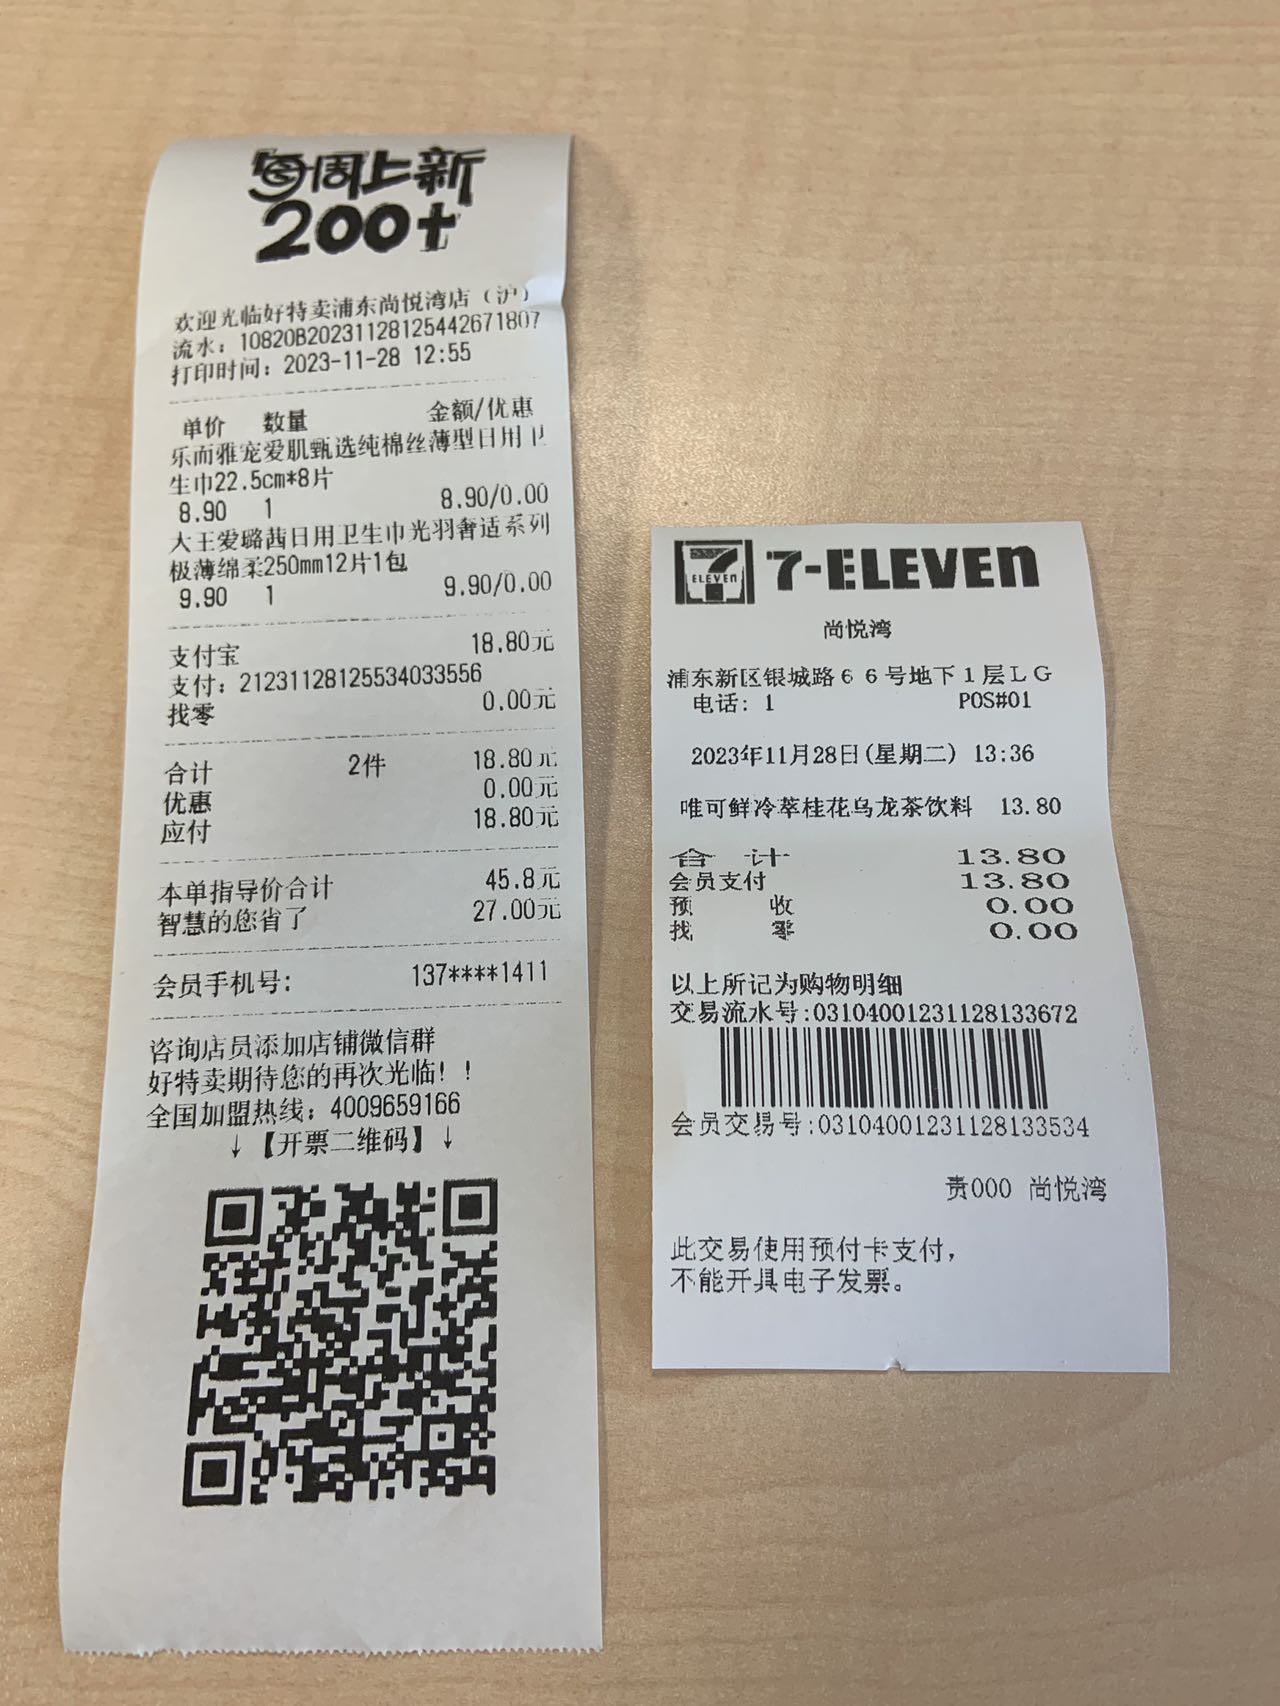 每周上新
200+
欢迎光临好特卖浦东尚悦湾店（沪）
流水：10820B202311281254426718​07
打印时间：2023-11-28 12:55
单价 数量 金额/优惠
乐而雅宠爱肌甄选纯棉丝薄型日用卫
生巾22.5cm*8片
8.90 1 8.90/0.00
大王爱璐茜日用卫生巾光羽奢适系列
极薄绵柔250mm12片1包
9.90 1 9.90/0.00
支付宝 18.80元
支付：212311281255340​33556
找零 0.00元
合计 2件 18.80元
优惠 0.00元
应付 18.80元
本单指导价合计 45.8元
智慧的您省了 27.00元
会员手机号: 137****1411
咨询店员添加店铺微信群
好特卖期待您的再次光临！！
全国加盟热线：4009659166
↓【开票二维码】↓
ELEVEN
7-ELEVEN
尚悦湾
浦东新区银城路６６号地下１层ＬＧ
电话: 1 POS#01
2023年11月28日(星期二) 13:36
唯可鲜冷萃桂花乌龙茶饮料 13.80
合 计 13.80
会员支付 13.80
预 收 0.00
找 零 0.00
以上所记为购物明细
交易流水号:03104001231128133672
会员交易号:03104001231128133534
责000 尚悦湾
此交易使用预付卡支付，
不能开具电子发票。